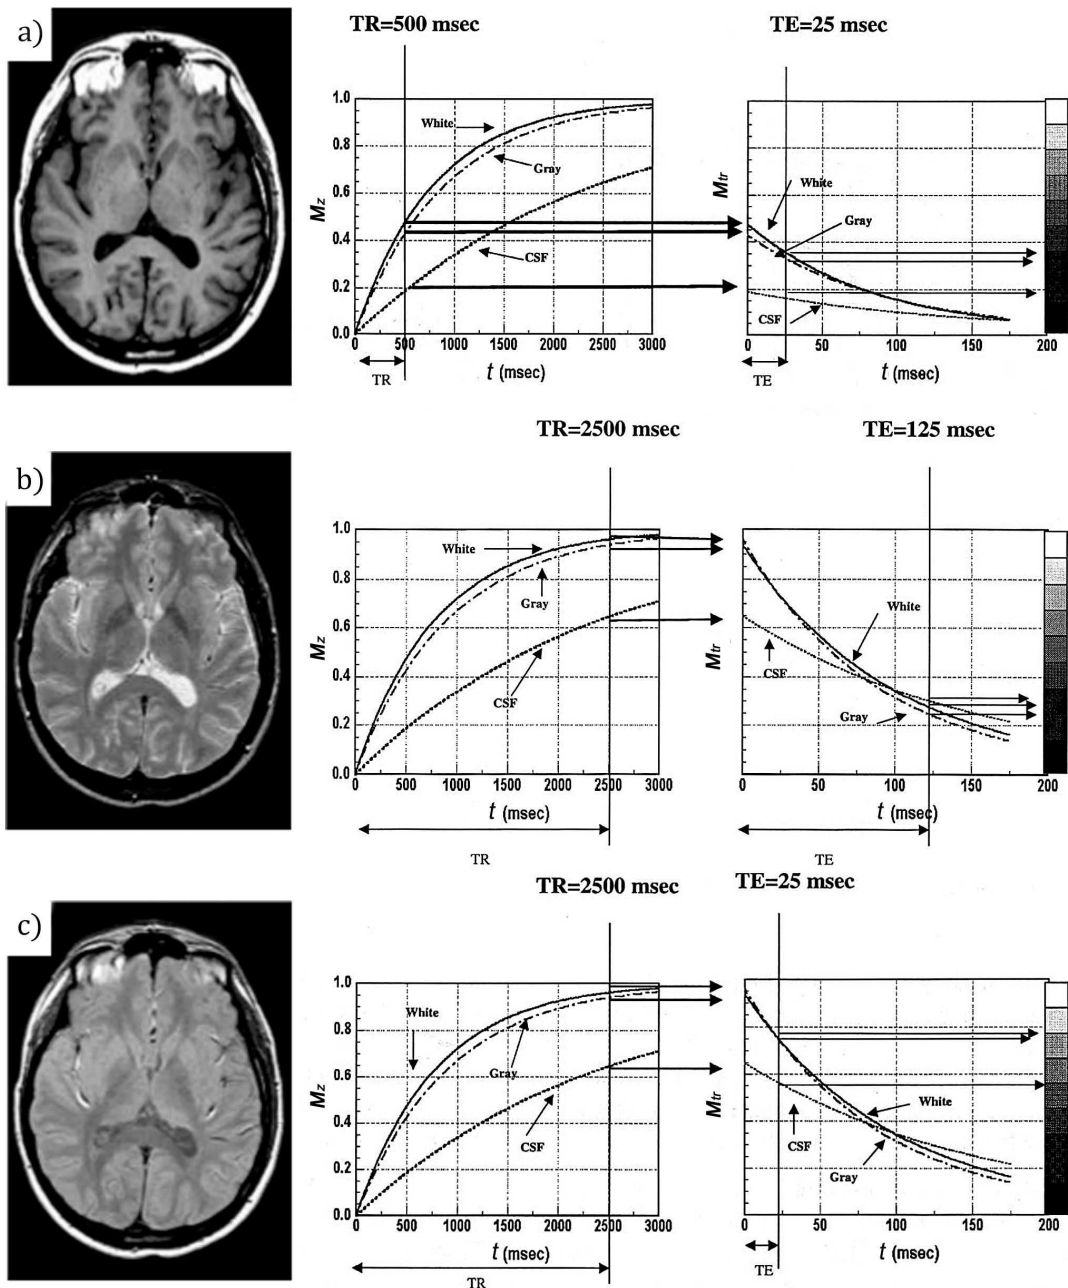 a)
TR=500 msec
TE=25 msec
1.0
0.8
0.6
0.4
0.2
0.0
Mz
White
Gray
CSF
0 500 1000 1500 2000 2500 3000
t (msec)
TR
Mtr
White
Gray
CSF
0 50 100 150 200
t (msec)
TE
b)
TR=2500 msec
TE=125 msec
1.0
0.8
0.6
0.4
0.2
0.0
Mz
White
Gray
CSF
0 500 1000 1500 2000 2500 3000
t (msec)
TR
Mtr
White
CSF
Gray
0 50 100 150 200
t (msec)
TE
c)
TR=2500 msec
TE=25 msec
1.0
0.8
0.6
0.4
0.2
0.0
Mz
White
Gray
CSF
0 500 1000 1500 2000 2500 3000
t (msec)
TR
Mtr
White
CSF
Gray
0 50 100 150 200
t (msec)
TE